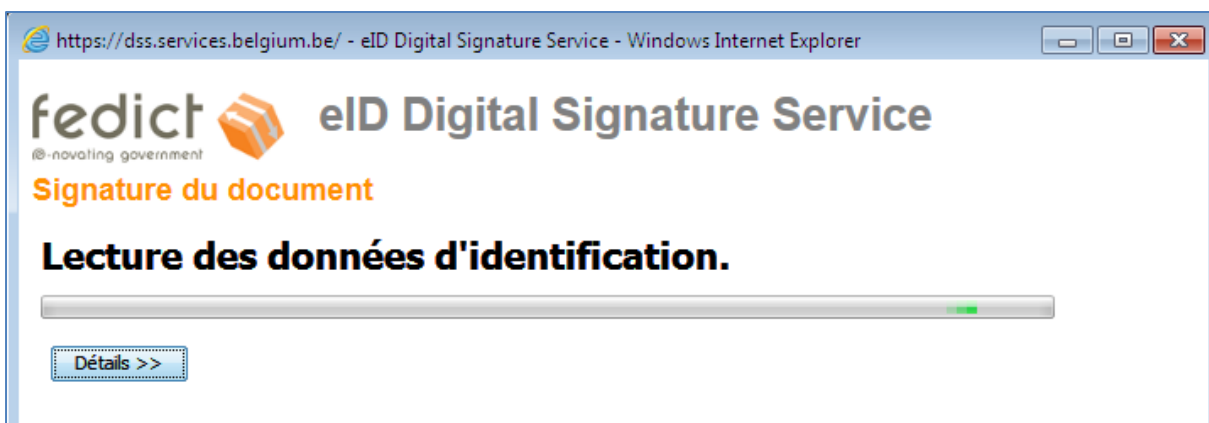 https://dss.services.belgium.be/ - eID Digital Signature Service - Windows Internet Explorer
fedict eID Digital Signature Service
e-novating government
Signature du document
Lecture des données d'identification.
Détails >>